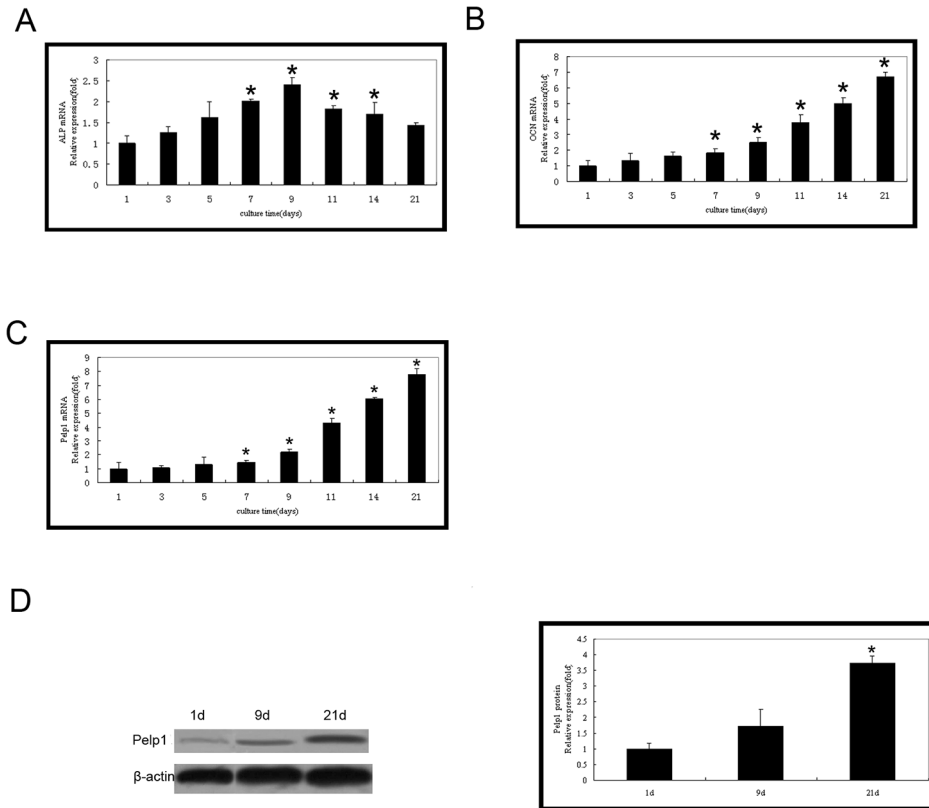 A
ALP mRNA
Relative expression(fold)
3
2.5
2
1.5
1
0.5
0
* * * *
1 3 5 7 9 11 14 21
culture time(days)
B
OCN mRNA
Relative expression(fold)
8
7
6
5
4
3
2
1
0
* * * * *
1 3 5 7 9 11 14 21
culture time(days)
C
Pelp1 mRNA
Relative expression(fold)
9
8
7
6
5
4
3
2
1
0
* * * * *
1 3 5 7 9 11 14 21
culture time(days)
D
1d 9d 21d
Pelp1
β-actin
Pelp1 protein
Relative expression(fold)
4.5
4
3.5
3
2.5
2
1.5
1
0.5
0
*
1d 9d 21d